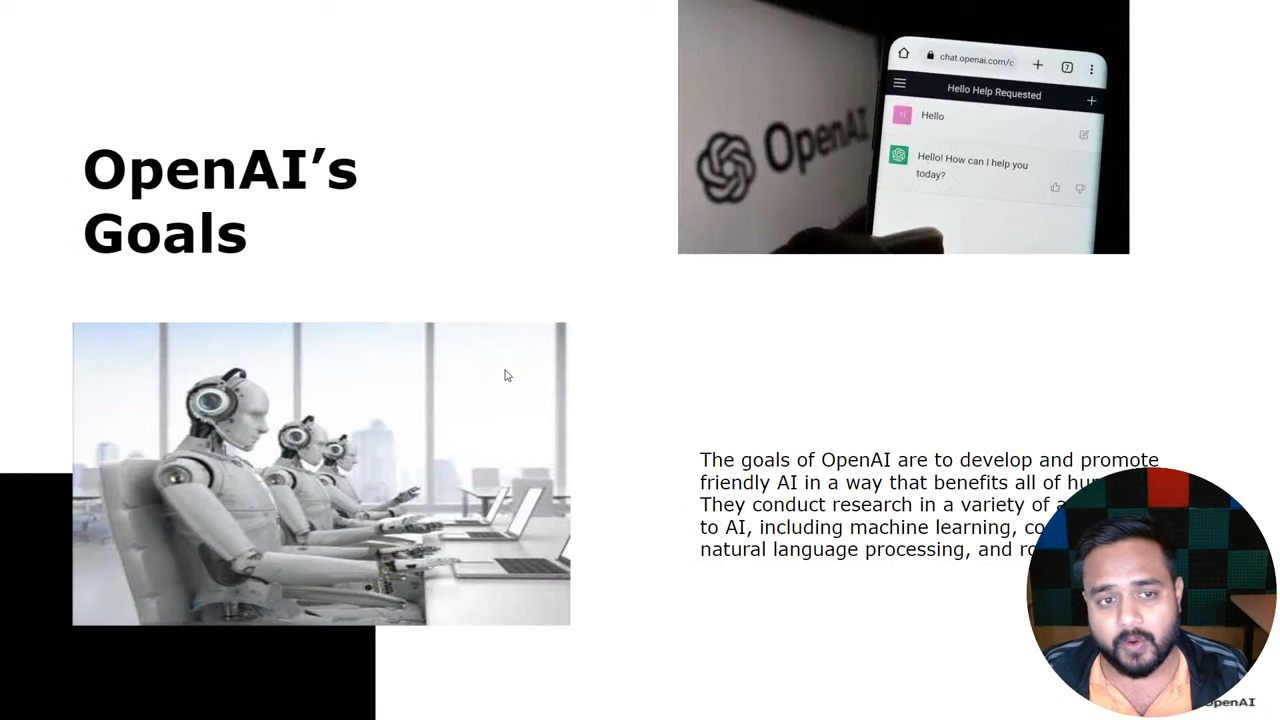 OpenAI’s
Goals
OpenAI
chat.openai.com/c
7
Hello Help Requested
Hello
Hello! How can I help you
today?
The goals of OpenAI are to develop and promote
friendly AI in a way that benefits all of
They conduct research in a variety of
to AI, including machine learning,
natural language processing, and
OpenAI